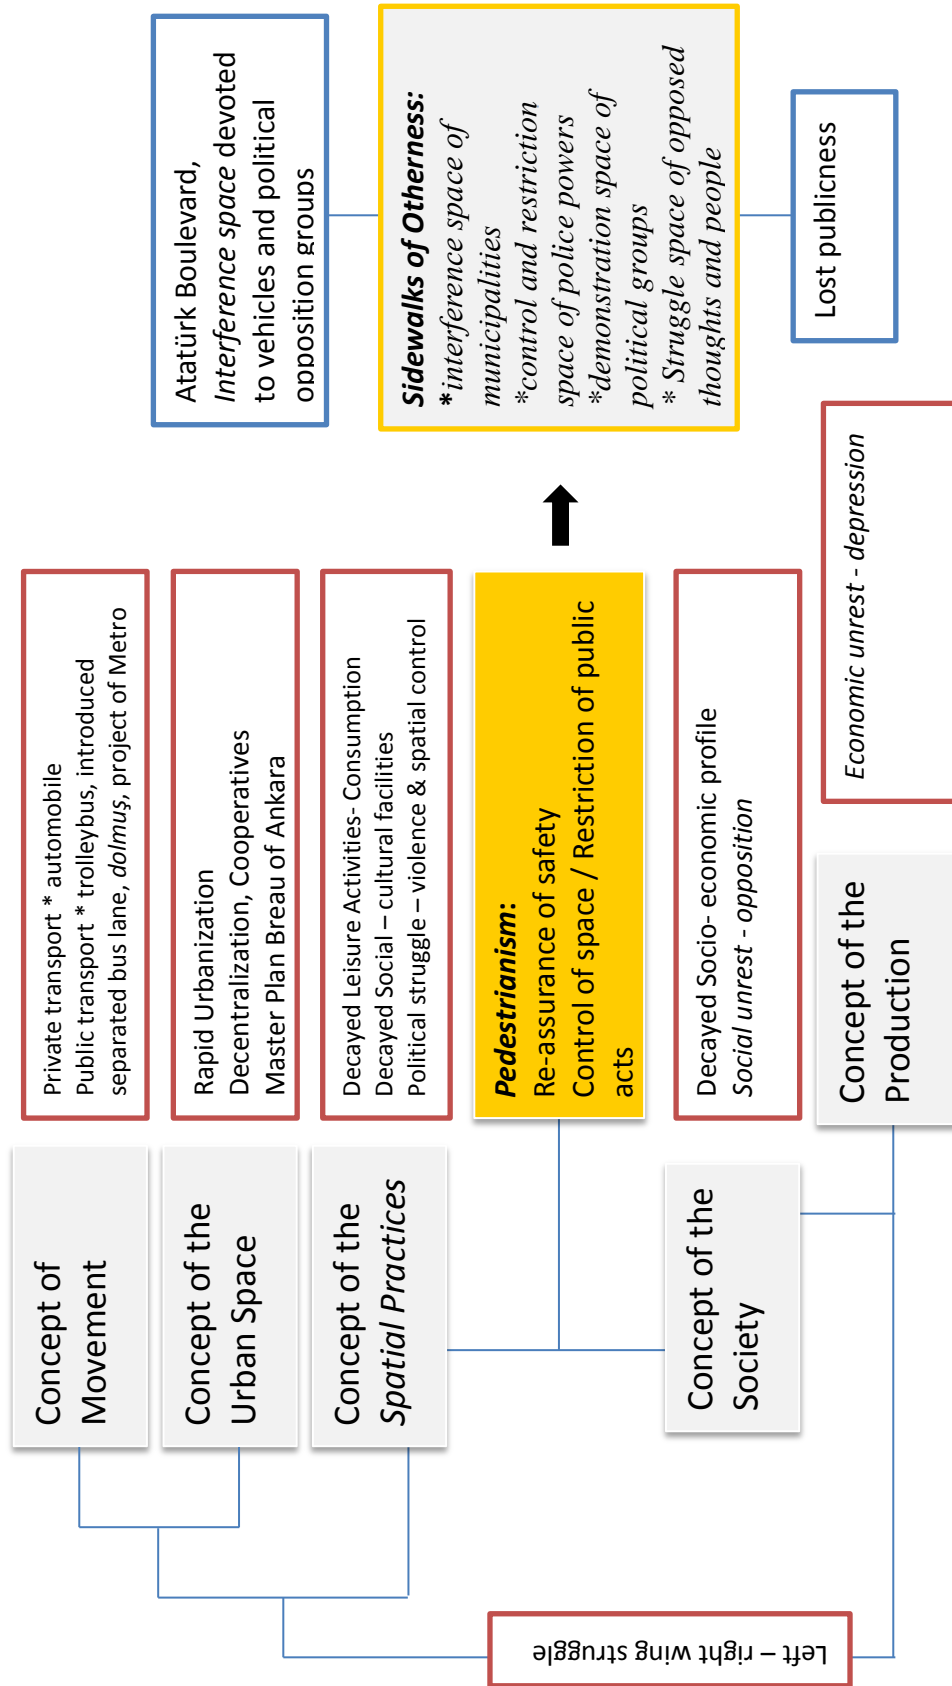 Left – right wing struggle
Concept of
Movement
Private transport * automobile
Public transport * trolleybus, introduced
separated bus lane, dolmuş, project of Metro
Concept of the
Urban Space
Rapid Urbanization
Decentralization, Cooperatives
Master Plan Breau of Ankara
Concept of the
Spatial Practices
Decayed Leisure Activities- Consumption
Decayed Social – cultural facilities
Political struggle – violence & spatial control
Pedestrianism:
Re-assurance of safety
Control of space / Restriction of public
acts
Concept of the
Society
Decayed Socio- economic profile
Social unrest - opposition
Concept of the
Production
Economic unrest - depression
Atatürk Boulevard,
Interference space devoted
to vehicles and political
opposition groups
Sidewalks of Otherness:
*interference space of
municipalities
*control and restriction
space of police powers
*demonstration space of
political groups
* Struggle space of opposed
thoughts and people
Lost publicness